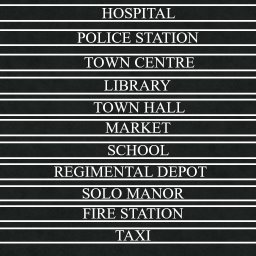 HOSPITAL
POLICE STATION
TOWN CENTRE
LIBRARY
TOWN HALL
MARKET
SCHOOL
REGIMENTAL DEPOT
SOLO MANOR
FIRE STATION
TAXI